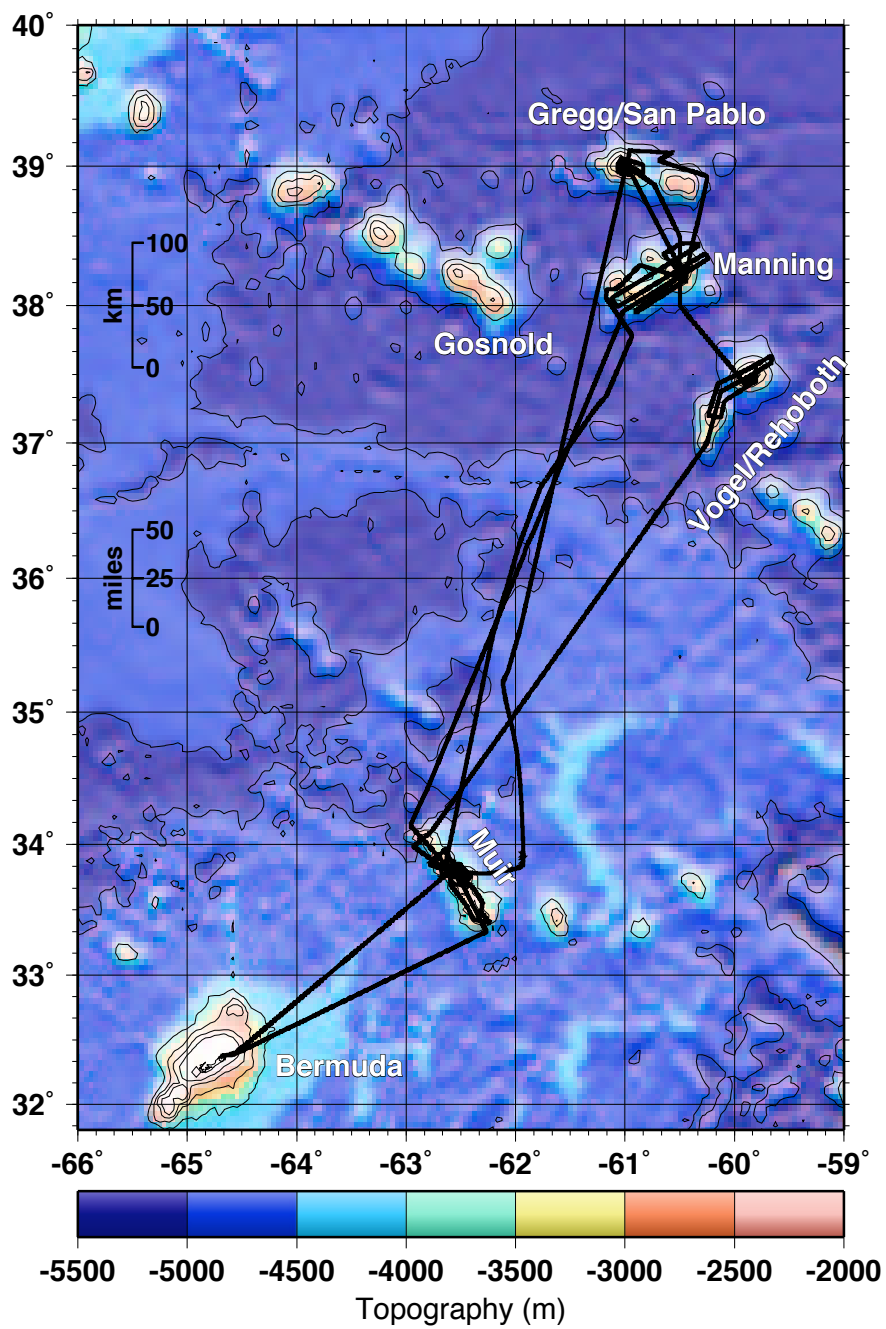 40°
Gregg/San Pablo
39°
100
Manning
38°
50
km
Gosnold
0
37°
Vogel/Rehoboth
50
miles
25
36°
0
35°
34°
Muir
33°
Bermuda
32°
-66° -65° -64° -63° -62° -61° -60° -59°
-5500 -5000 -4500 -4000 -3500 -3000 -2500 -2000
Topography (m)